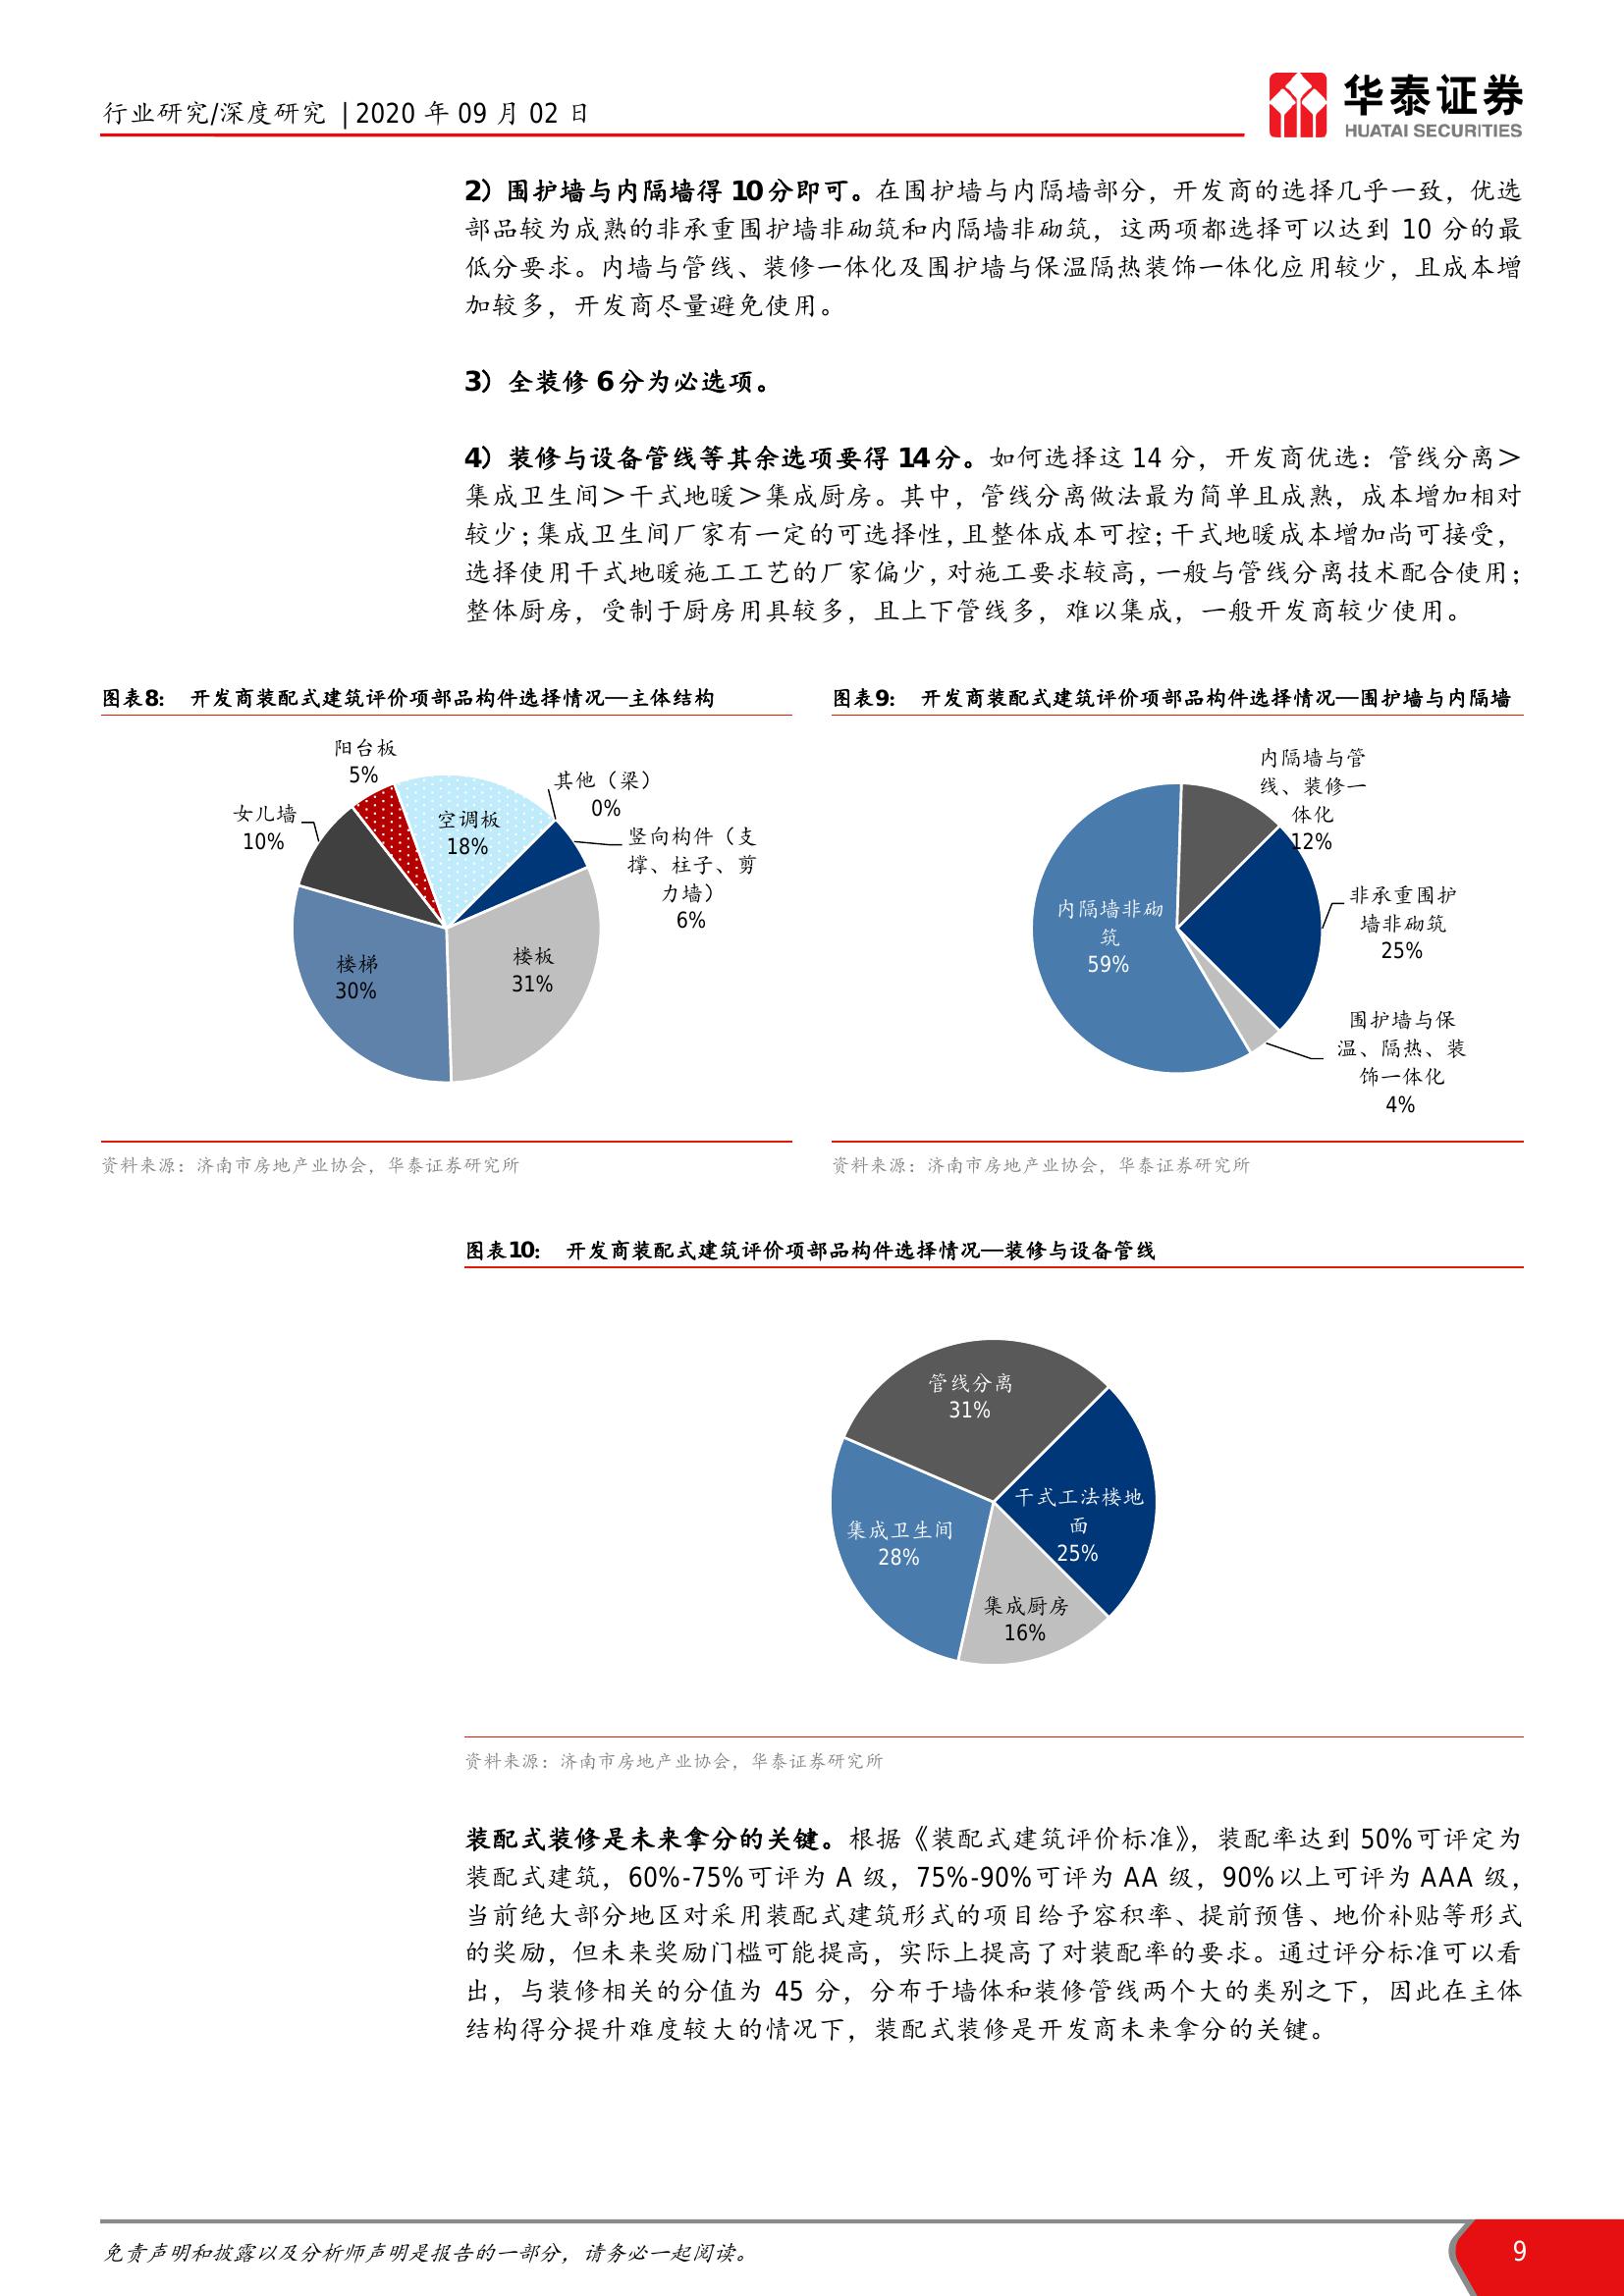 行业研究/深度研究 | 2020 年 09 月 02 日
华泰证券
HUATAI SECURITIES
2）围护墙与内隔墙得 10 分即可。在围护墙与内隔墙部分，开发商的选择几乎一致，优选
部品较为成熟的非承重围护墙非砌筑和内隔墙非砌筑，这两项都选择可以达到 10 分的最
低分要求。内墙与管线、装修一体化及围护墙与保温隔热装饰一体化应用较少，且成本增
加较多，开发商尽量避免使用。
3）全装修 6 分为必选项。
4）装修与设备管线等其余选项要得 14 分。如何选择这 14 分，开发商优选：管线分离＞
集成卫生间＞干式地暖＞集成厨房。其中，管线分离做法最为简单且成熟，成本增加相对
较少；集成卫生间厂家有一定的可选择性，且整体成本可控；干式地暖成本增加尚可接受，
选择使用干式地暖施工工艺的厂家偏少，对施工要求较高，一般与管线分离技术配合使用；
整体厨房，受制于厨房用具较多，且上下管线多，难以集成，一般开发商较少使用。
图表8： 开发商装配式建筑评价项部品构件选择情况—主体结构
阳台板
5%
其他（梁）
0%
女儿墙
10%
空调板
18%
竖向构件（支
撑、柱子、剪
力墙）
6%
楼梯
30%
楼板
31%
资料来源：济南市房地产业协会，华泰证券研究所
图表9： 开发商装配式建筑评价项部品构件选择情况—围护墙与内隔墙
内隔墙与管
线、装修一
体化
12%
内隔墙非砌
筑
59%
非承重围护
墙非砌筑
25%
围护墙与保
温、隔热、装
饰一体化
4%
资料来源：济南市房地产业协会，华泰证券研究所
图表10： 开发商装配式建筑评价项部品构件选择情况—装修与设备管线
管线分离
31%
干式工法楼地
面
25%
集成卫生间
28%
集成厨房
16%
资料来源：济南市房地产业协会，华泰证券研究所
装配式装修是未来拿分的关键。根据《装配式建筑评价标准》，装配率达到 50%可评定为
装配式建筑，60%-75%可评为 A 级，75%-90%可评为 AA 级，90%以上可评为 AAA 级，
当前绝大部分地区对采用装配式建筑形式的项目给予容积率、提前预售、地价补贴等形式
的奖励，但未来奖励门槛可能提高，实际上提高了对装配率的要求。通过评分标准可以看
出，与装修相关的分值为 45 分，分布于墙体和装修管线两个大的类别之下，因此在主体
结构得分提升难度较大的情况下，装配式装修是开发商未来拿分的关键。
免责声明和披露以及分析师声明是报告的一部分，请务必一起阅读。
9